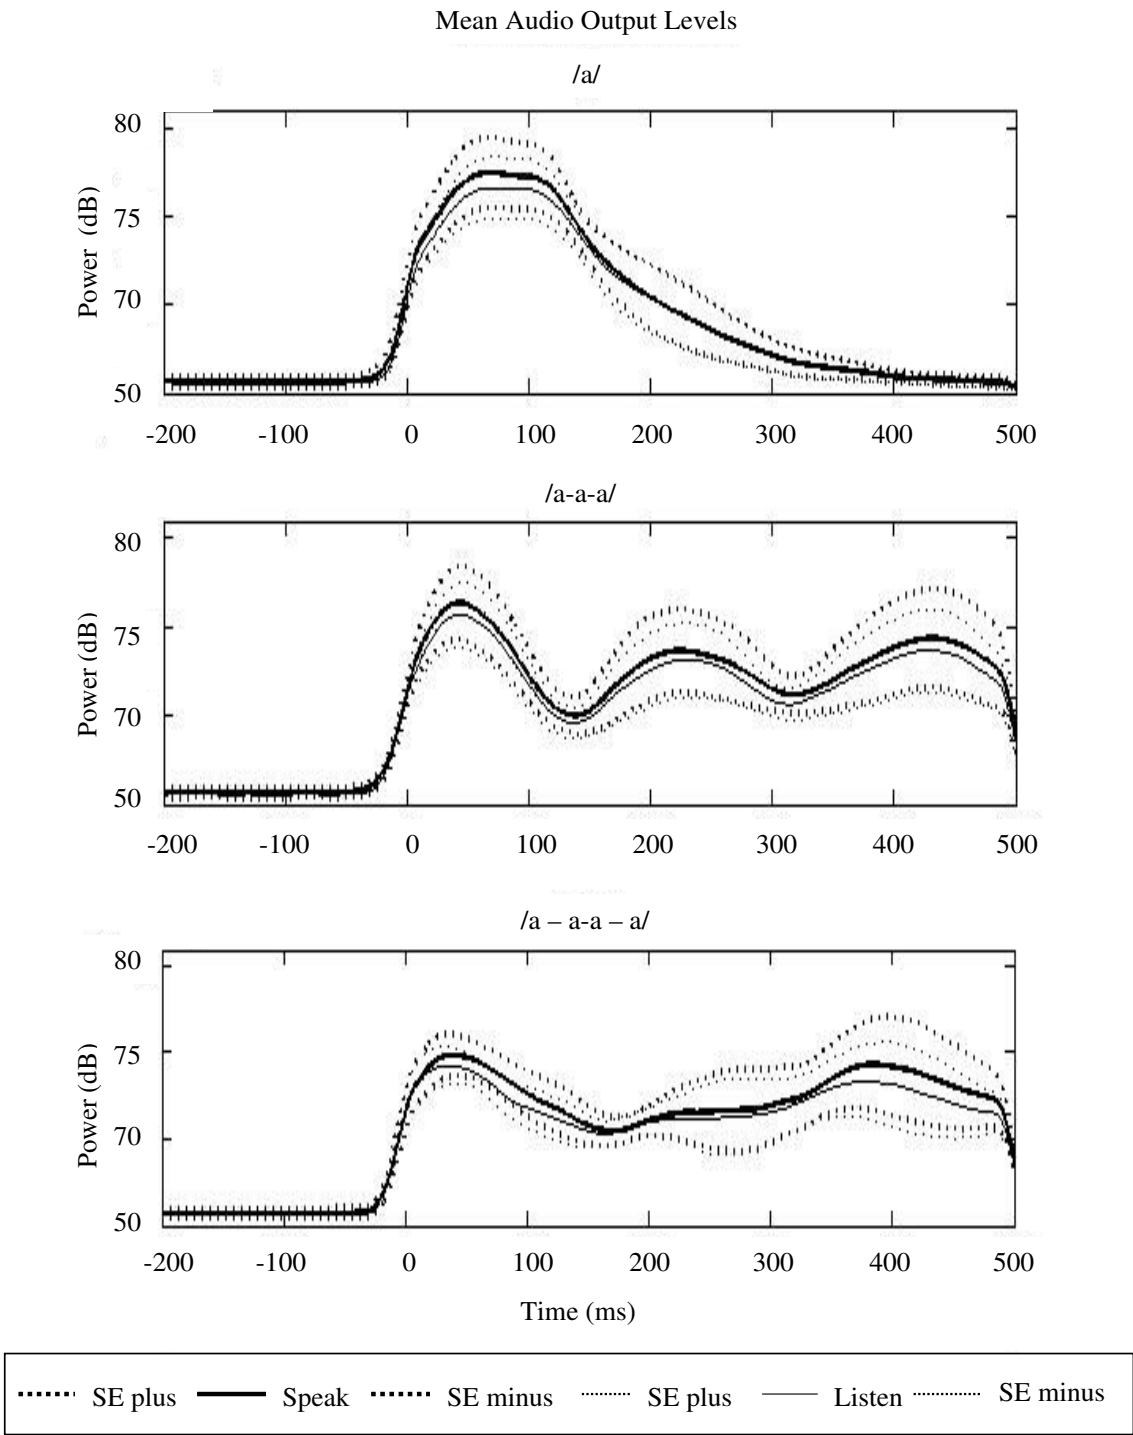 Mean Audio Output Levels
/a/
80
75
70
50
Power (dB)
-200 -100 0 100 200 300 400 500
/a-a-a/
80
75
70
50
Power (dB)
-200 -100 0 100 200 300 400 500
/a – a-a – a/
80
75
70
50
Power (dB)
-200 -100 0 100 200 300 400 500
Time (ms)
SE plus Speak SE minus SE plus Listen SE minus